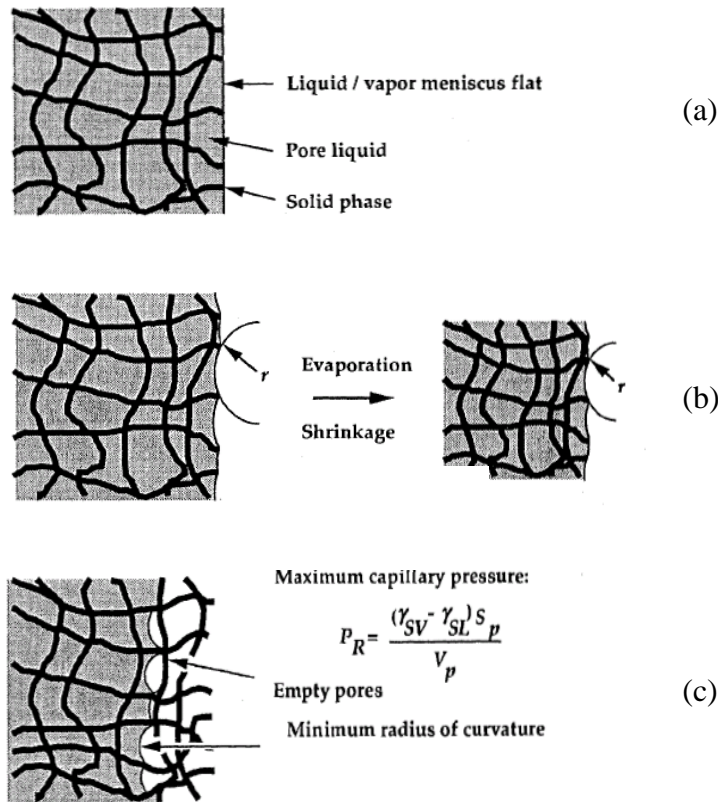 Liquid / vapor meniscus flat
(a)
Pore liquid
Solid phase
r
Evaporation
Shrinkage
r
(b)
Maximum capillary pressure:
P_R = (γ_SV - γ_SL) S_p / V_p
Empty pores
(c)
Minimum radius of curvature